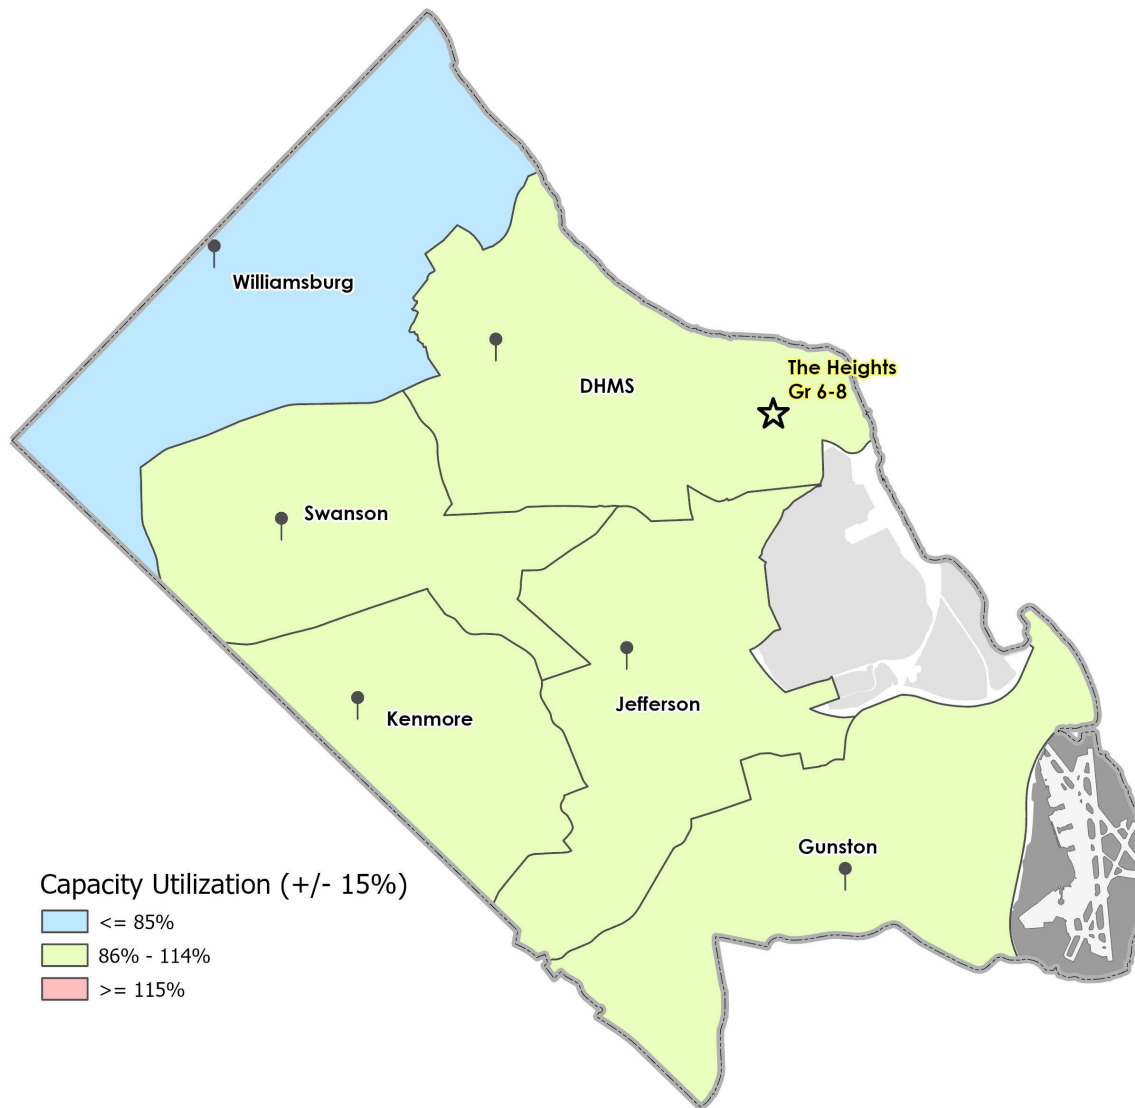 Williamsburg
The Heights
Gr 6-8
DHMS
Swanson
Jefferson
Kenmore
Gunston
Capacity Utilization (+/- 15%)
<= 85%
86% - 114%
>= 115%